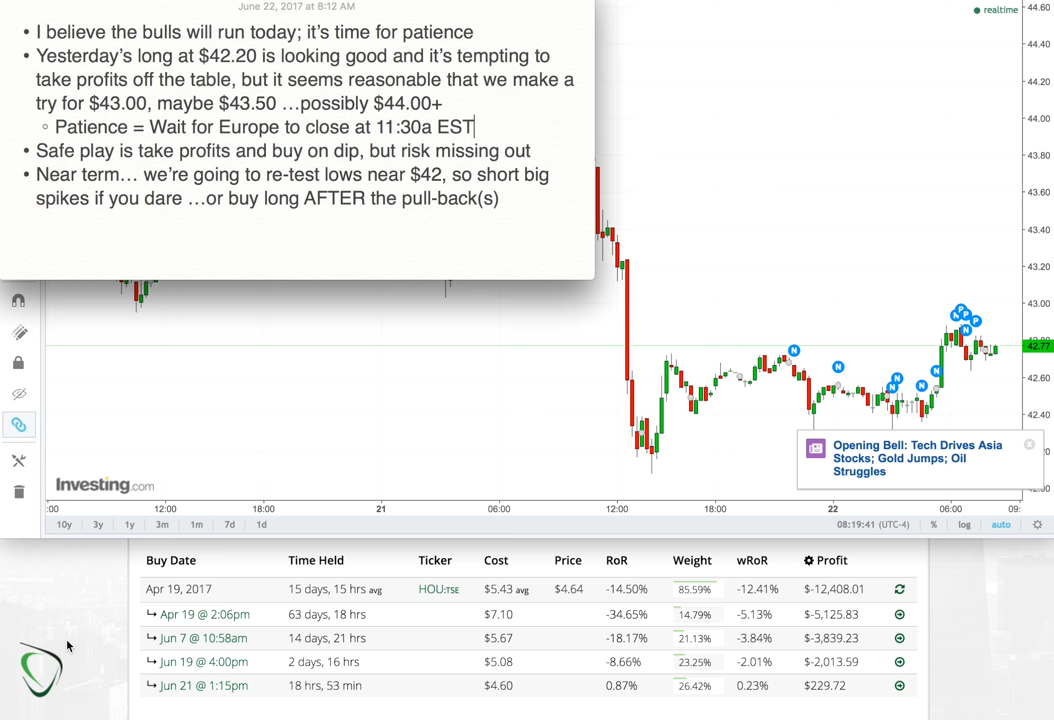 June 22, 2017 at 8:12 AM
• I believe the bulls will run today; it's time for patience
• Yesterday's long at $42.20 is looking good and it's tempting to
take profits off the table, but it seems reasonable that we make a
try for $43.00, maybe $43.50 …possibly $44.00+
◦ Patience = Wait for Europe to close at 11:30a EST
• Safe play is take profits and buy on dip, but risk missing out
• Near term… we're going to re-test lows near $42, so short big
spikes if you dare …or buy long AFTER the pull-back(s)
realtime
44.60
44.40
44.20
44.00
43.80
43.60
43.40
43.20
43.00
42.77
42.60
42.40
N
N
N
N
N
N
N
P
P
P
N
Opening Bell: Tech Drives Asia
Stocks; Gold Jumps; Oil
Struggles
Investing.com
:00 12:00 18:00 21 06:00 12:00 18:00 22 06:00 09:
10y 3y 1y 3m 1m 7d 1d 08:19:41 (UTC-4) % log auto
Buy Date Time Held Ticker Cost Price RoR Weight wRoR Profit
Apr 19, 2017 15 days, 15 hrs avg HOU:TSE $5.43 avg $4.64 -14.50% 85.59% -12.41% $-12,408.01
Apr 19 @ 2:06pm 63 days, 18 hrs $7.10 -34.65% 14.79% -5.13% $-5,125.83
Jun 7 @ 10:58am 14 days, 21 hrs $5.67 -18.17% 21.13% -3.84% $-3,839.23
Jun 19 @ 4:00pm 2 days, 16 hrs $5.08 -8.66% 23.25% -2.01% $-2,013.59
Jun 21 @ 1:15pm 18 hrs, 53 min $4.60 0.87% 26.42% 0.23% $229.72